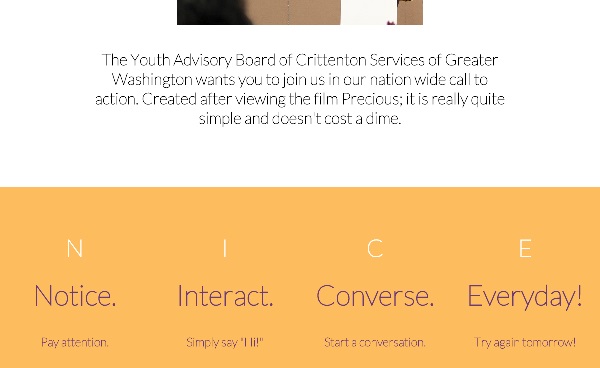 The Youth Advisory Board of Crittenton Services of Greater
Washington wants you to join us in our nation wide call to
action. Created after viewing the film Precious; it is really quite
simple and doesn't cost a dime.
N I C E
Notice. Interact. Converse. Everyday!
Pay attention. Simply say "Hi!" Start a conversation. Try again tomorrow!